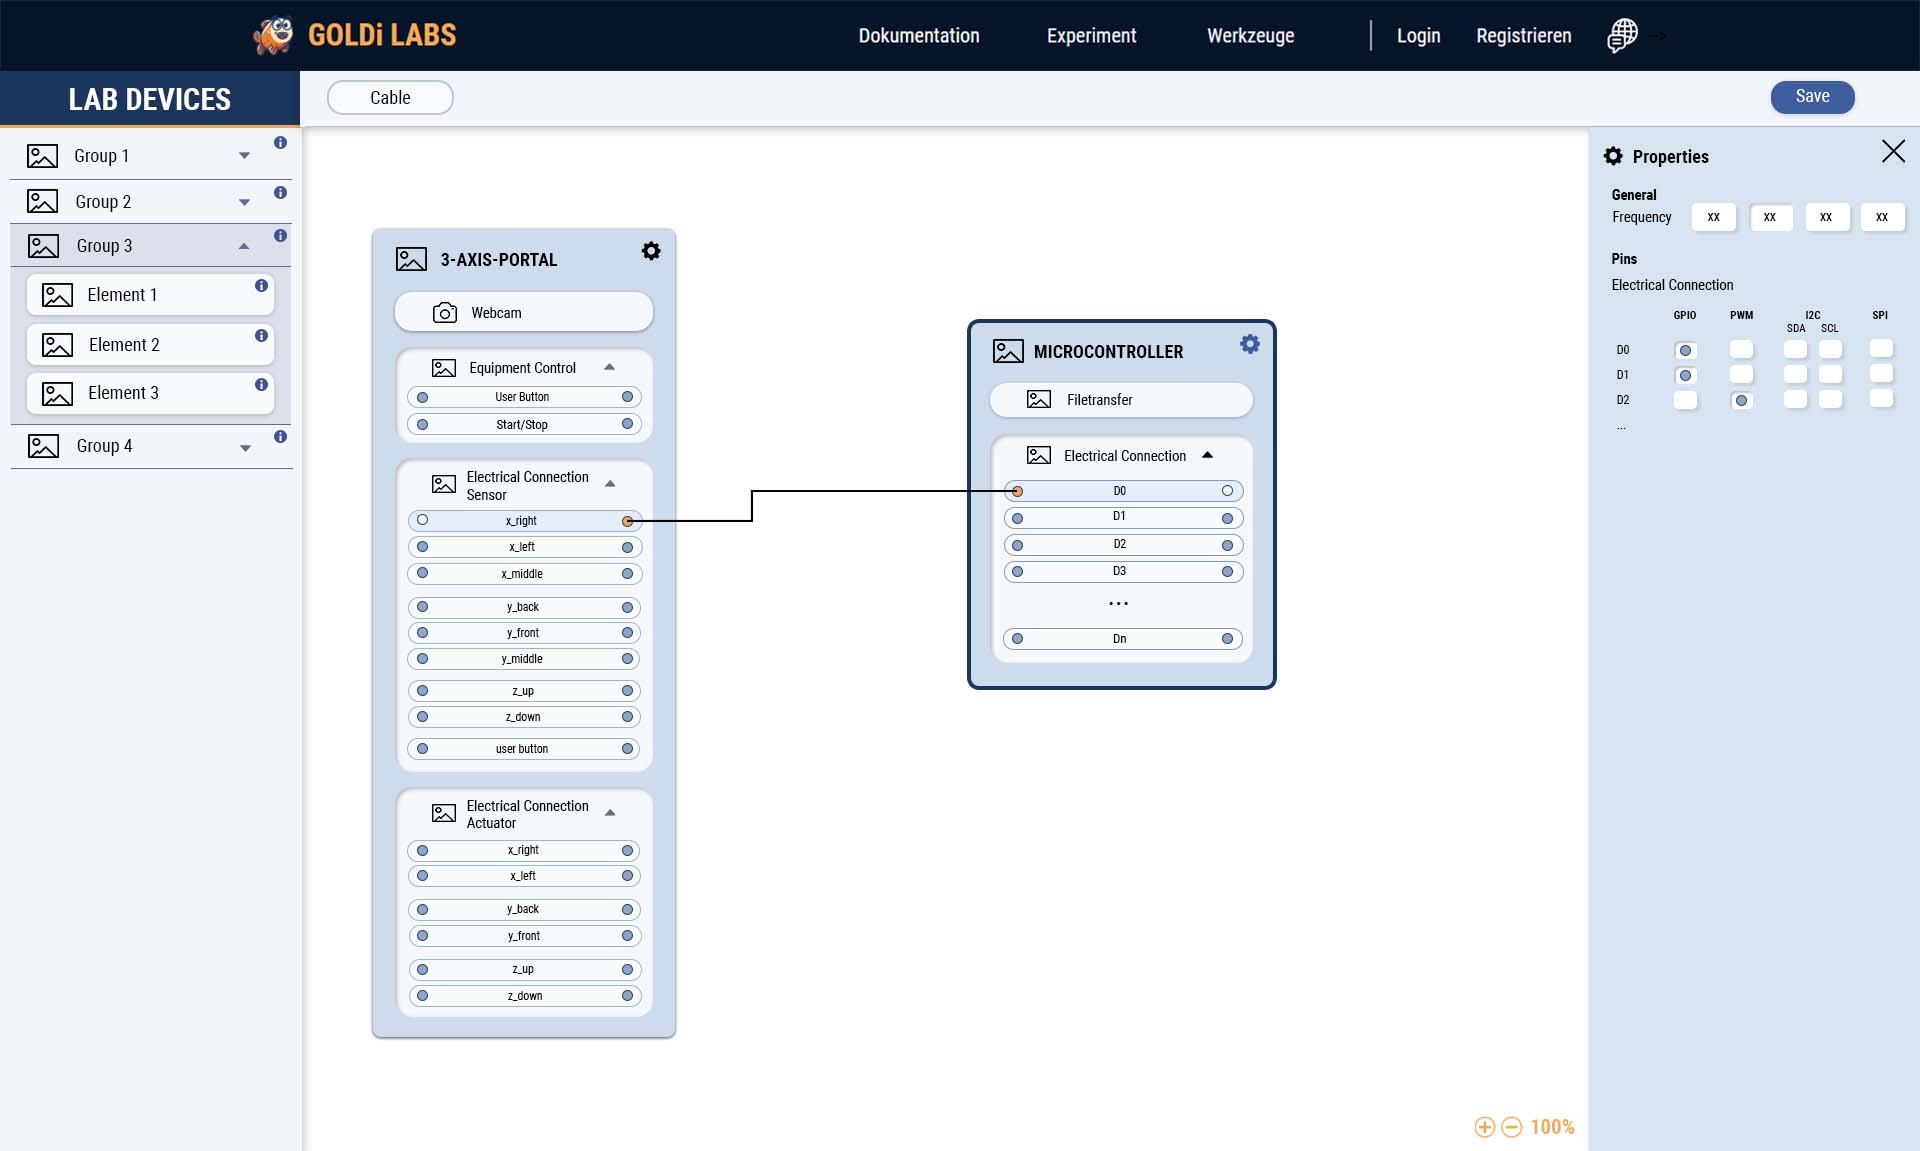 GOLDi LABS
Dokumentation
Experiment
Werkzeuge
Login
Registrieren
-->
LAB DEVICES
Cable
Save
Group 1
Group 2
Group 3
Element 1
Element 2
Element 3
Group 4
3-AXIS-PORTAL
Webcam
Equipment Control
User Button
Start/Stop
Electrical Connection
Sensor
x_right
x_left
x_middle
y_back
y_front
y_middle
z_up
z_down
user button
Electrical Connection
Actuator
x_right
x_left
y_back
y_front
z_up
z_down
MICROCONTROLLER
Filetransfer
Electrical Connection
D0
D1
D2
D3
...
Dn
Properties
General
Frequency xx xx xx xx
Pins
Electrical Connection
GPIO PWM I2C SPI
SDA SCL
D0
D1
D2
...
100%